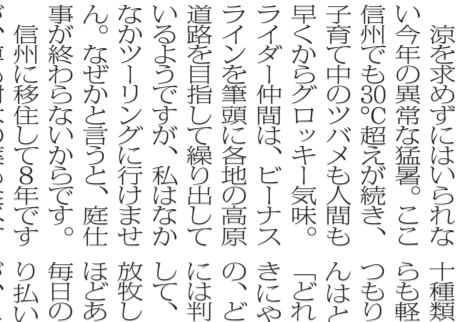 涼を求めずにはいられな
い今年の異常な猛暑。ここ
信州でも30℃超えが続き、
子育て中のツバメも人間も
早くからグロッキー気味。
ライダー仲間は、ビーナス
ラインを筆頭に各地の高原
道路を目指して繰り出して
いるようですが、私はなか
なかツーリングに行けませ
ん。なぜかと言うと、庭仕
事が終わらないからです。
信州に移住して8年です
十種類
らも軽
つもり
んはと
「どれ
きにや
の、ど
には判
して、
放牧し
ほどあ
毎日の
り払い